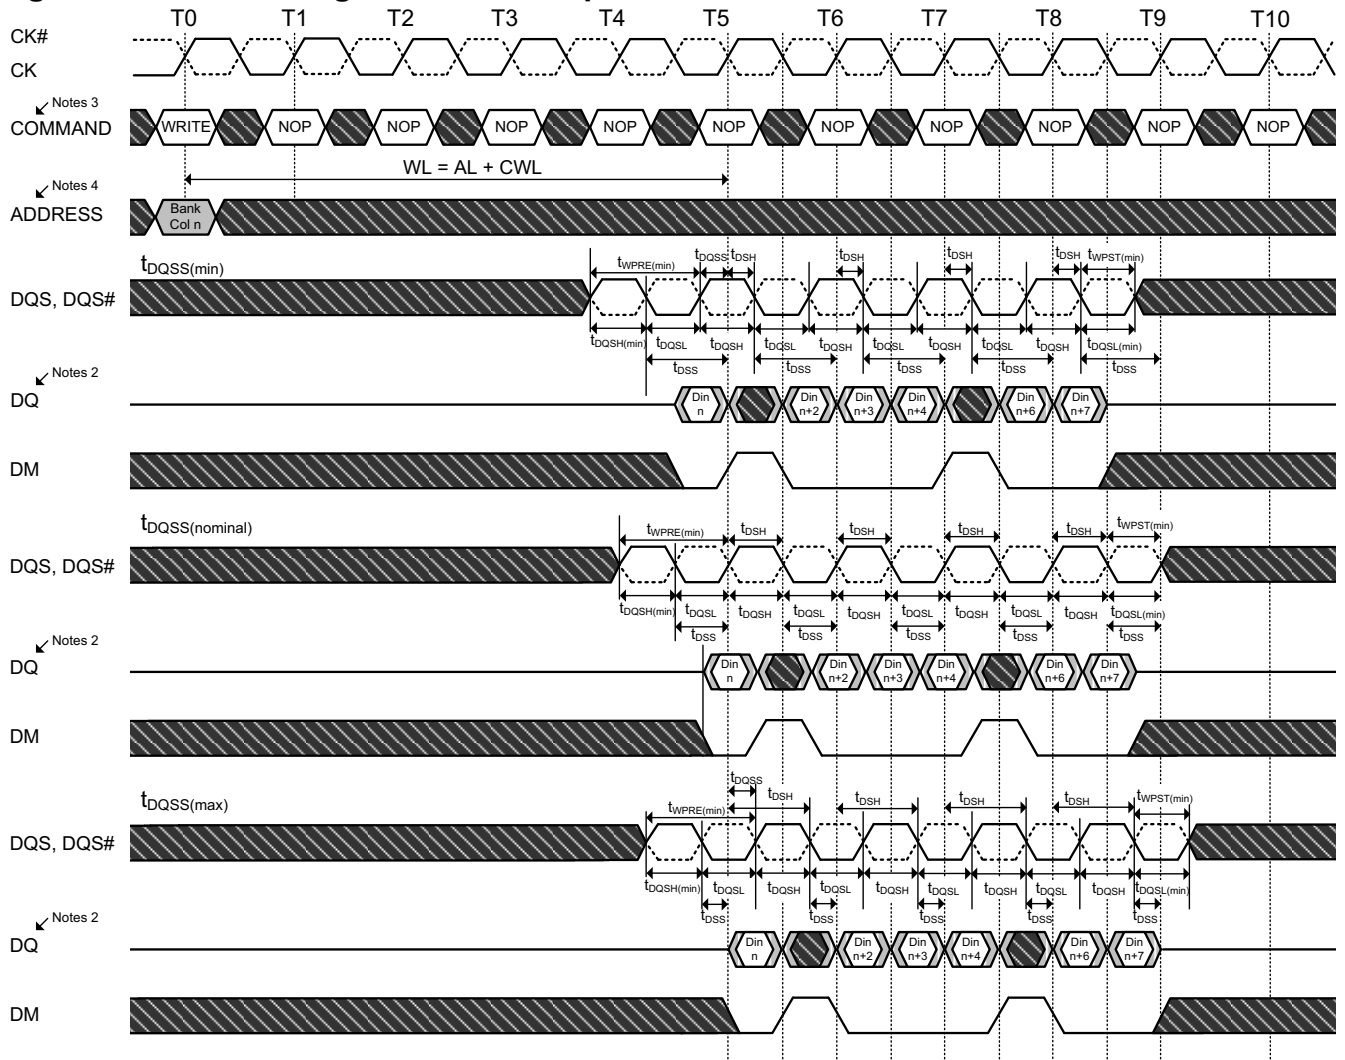 T0 T1 T2 T3 T4 T5 T6 T7 T8 T9 T10
CK#
CK
Notes 3
COMMAND WRITE NOP NOP NOP NOP NOP NOP NOP NOP NOP NOP
WL = AL + CWL
Notes 4
ADDRESS Bank Col n
tDQSS(min) tWPRE(min) tDQSS tDSH tDSH tDSH tDSH tWPST(min)
DQS, DQS#
tDQSH(min) tDQSL tDQSH tDQSL tDQSH tDQSL tDQSH tDQSL tDQSH tDQSL(min)
tDSS tDSS tDSS tDSS tDSS
Notes 2
DQ Din n Din n+2 Din n+3 Din n+4 Din n+6 Din n+7
DM
tDQSS(nominal) tWPRE(min) tDSH tDSH tDSH tDSH tWPST(min)
DQS, DQS#
tDQSH(min) tDQSL tDQSH tDQSL tDQSH tDQSL tDQSH tDQSL tDQSH tDQSL(min)
tDSS tDSS tDSS tDSS tDSS
Notes 2
DQ Din n Din n+2 Din n+3 Din n+4 Din n+6 Din n+7
DM
tDQSS
tDQSS(max) tWPRE(min) tDSH tDSH tDSH tDSH tWPST(min)
DQS, DQS#
tDQSH(min) tDQSL tDQSH tDQSL tDQSH tDQSL tDQSH tDQSL tDQSH tDQSL(min)
tDSS tDSS tDSS tDSS tDSS
Notes 2
DQ Din n Din n+2 Din n+3 Din n+4 Din n+6 Din n+7
DM